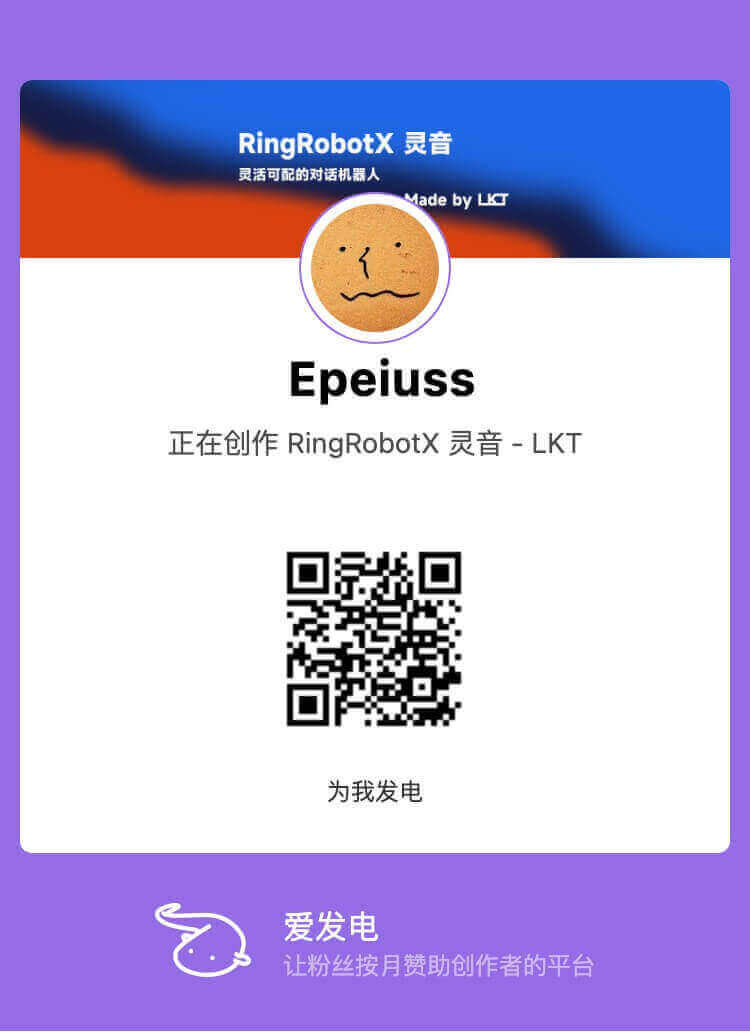 RingRobotX 灵音
灵活可配的对话机器人
Made by LKT
Epeiuss
正在创作 RingRobotX 灵音 - LKT
为我发电
爱发电
让粉丝按月赞助创作者的平台